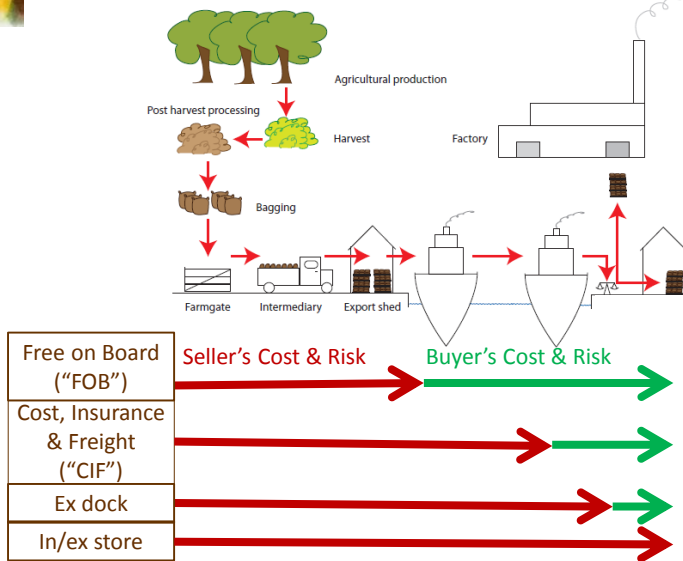 Agricultural production
Post harvest processing
Harvest
Factory
Bagging
Farmgate
Intermediary
Export shed
Free on Board
("FOB")
Seller's Cost & Risk
Buyer's Cost & Risk
Cost, Insurance
& Freight
("CIF")
Ex dock
In/ex store